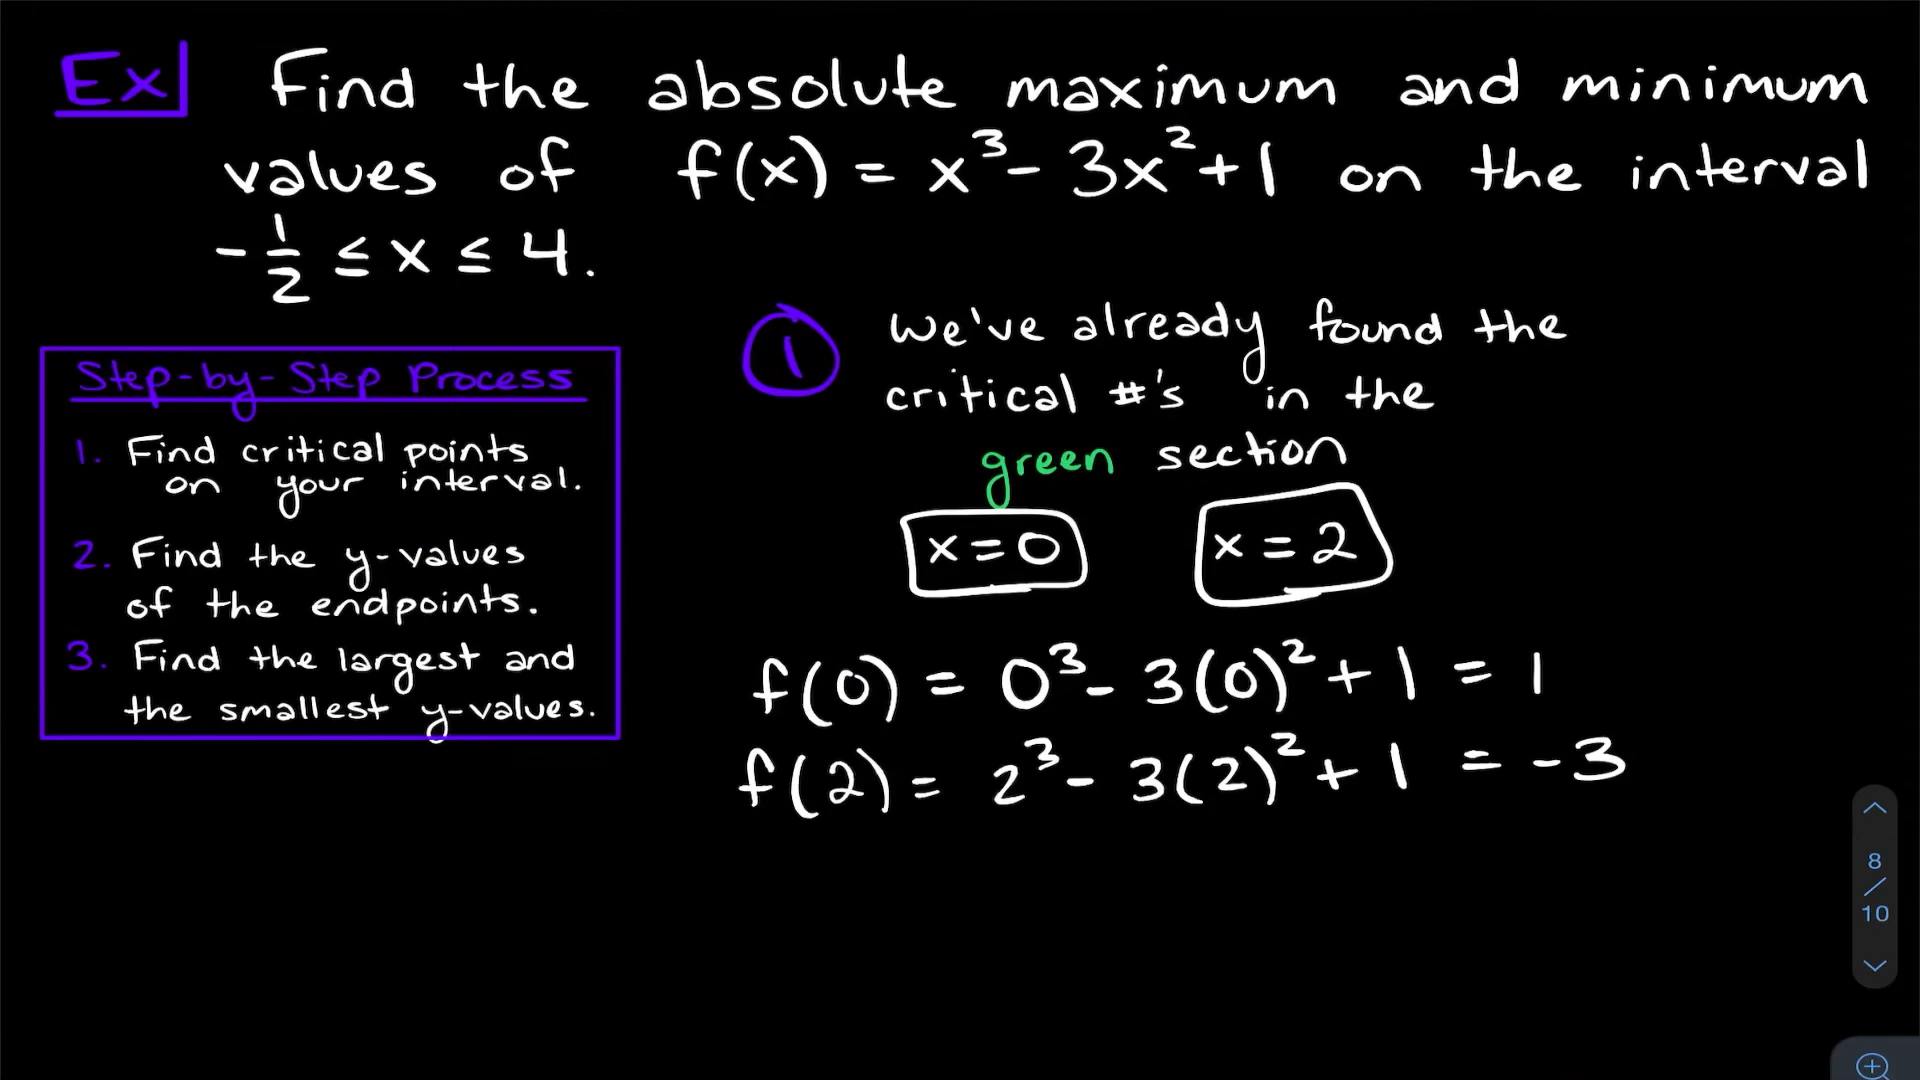 Ex Find the absolute maximum and minimum
values of f(x) = x³ - 3x² + 1 on the interval
-1/2 ≤ x ≤ 4.
Step-by-Step Process
1. Find critical points
on your interval.
2. Find the y-values
of the endpoints.
3. Find the largest and
the smallest y-values.
1 We've already found the
critical #'s in the
green section
x = 0 x = 2
f(0) = 0³ - 3(0)² + 1 = 1
f(2) = 2³ - 3(2)² + 1 = -3
8
/
10